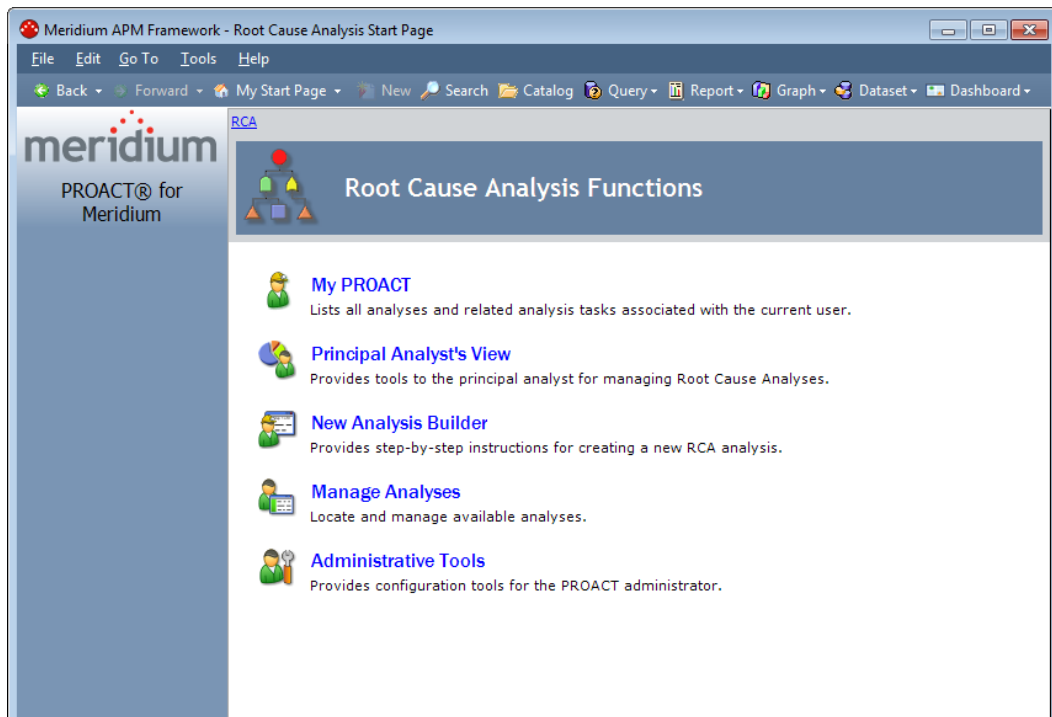 Meridium APM Framework - Root Cause Analysis Start Page
File Edit Go To Tools Help
Back Forward My Start Page New Search Catalog Query Report Graph Dataset Dashboard
meridium
PROACT® for
Meridium
RCA
Root Cause Analysis Functions
My PROACT
Lists all analyses and related analysis tasks associated with the current user.
Principal Analyst's View
Provides tools to the principal analyst for managing Root Cause Analyses.
New Analysis Builder
Provides step-by-step instructions for creating a new RCA analysis.
Manage Analyses
Locate and manage available analyses.
Administrative Tools
Provides configuration tools for the PROACT administrator.